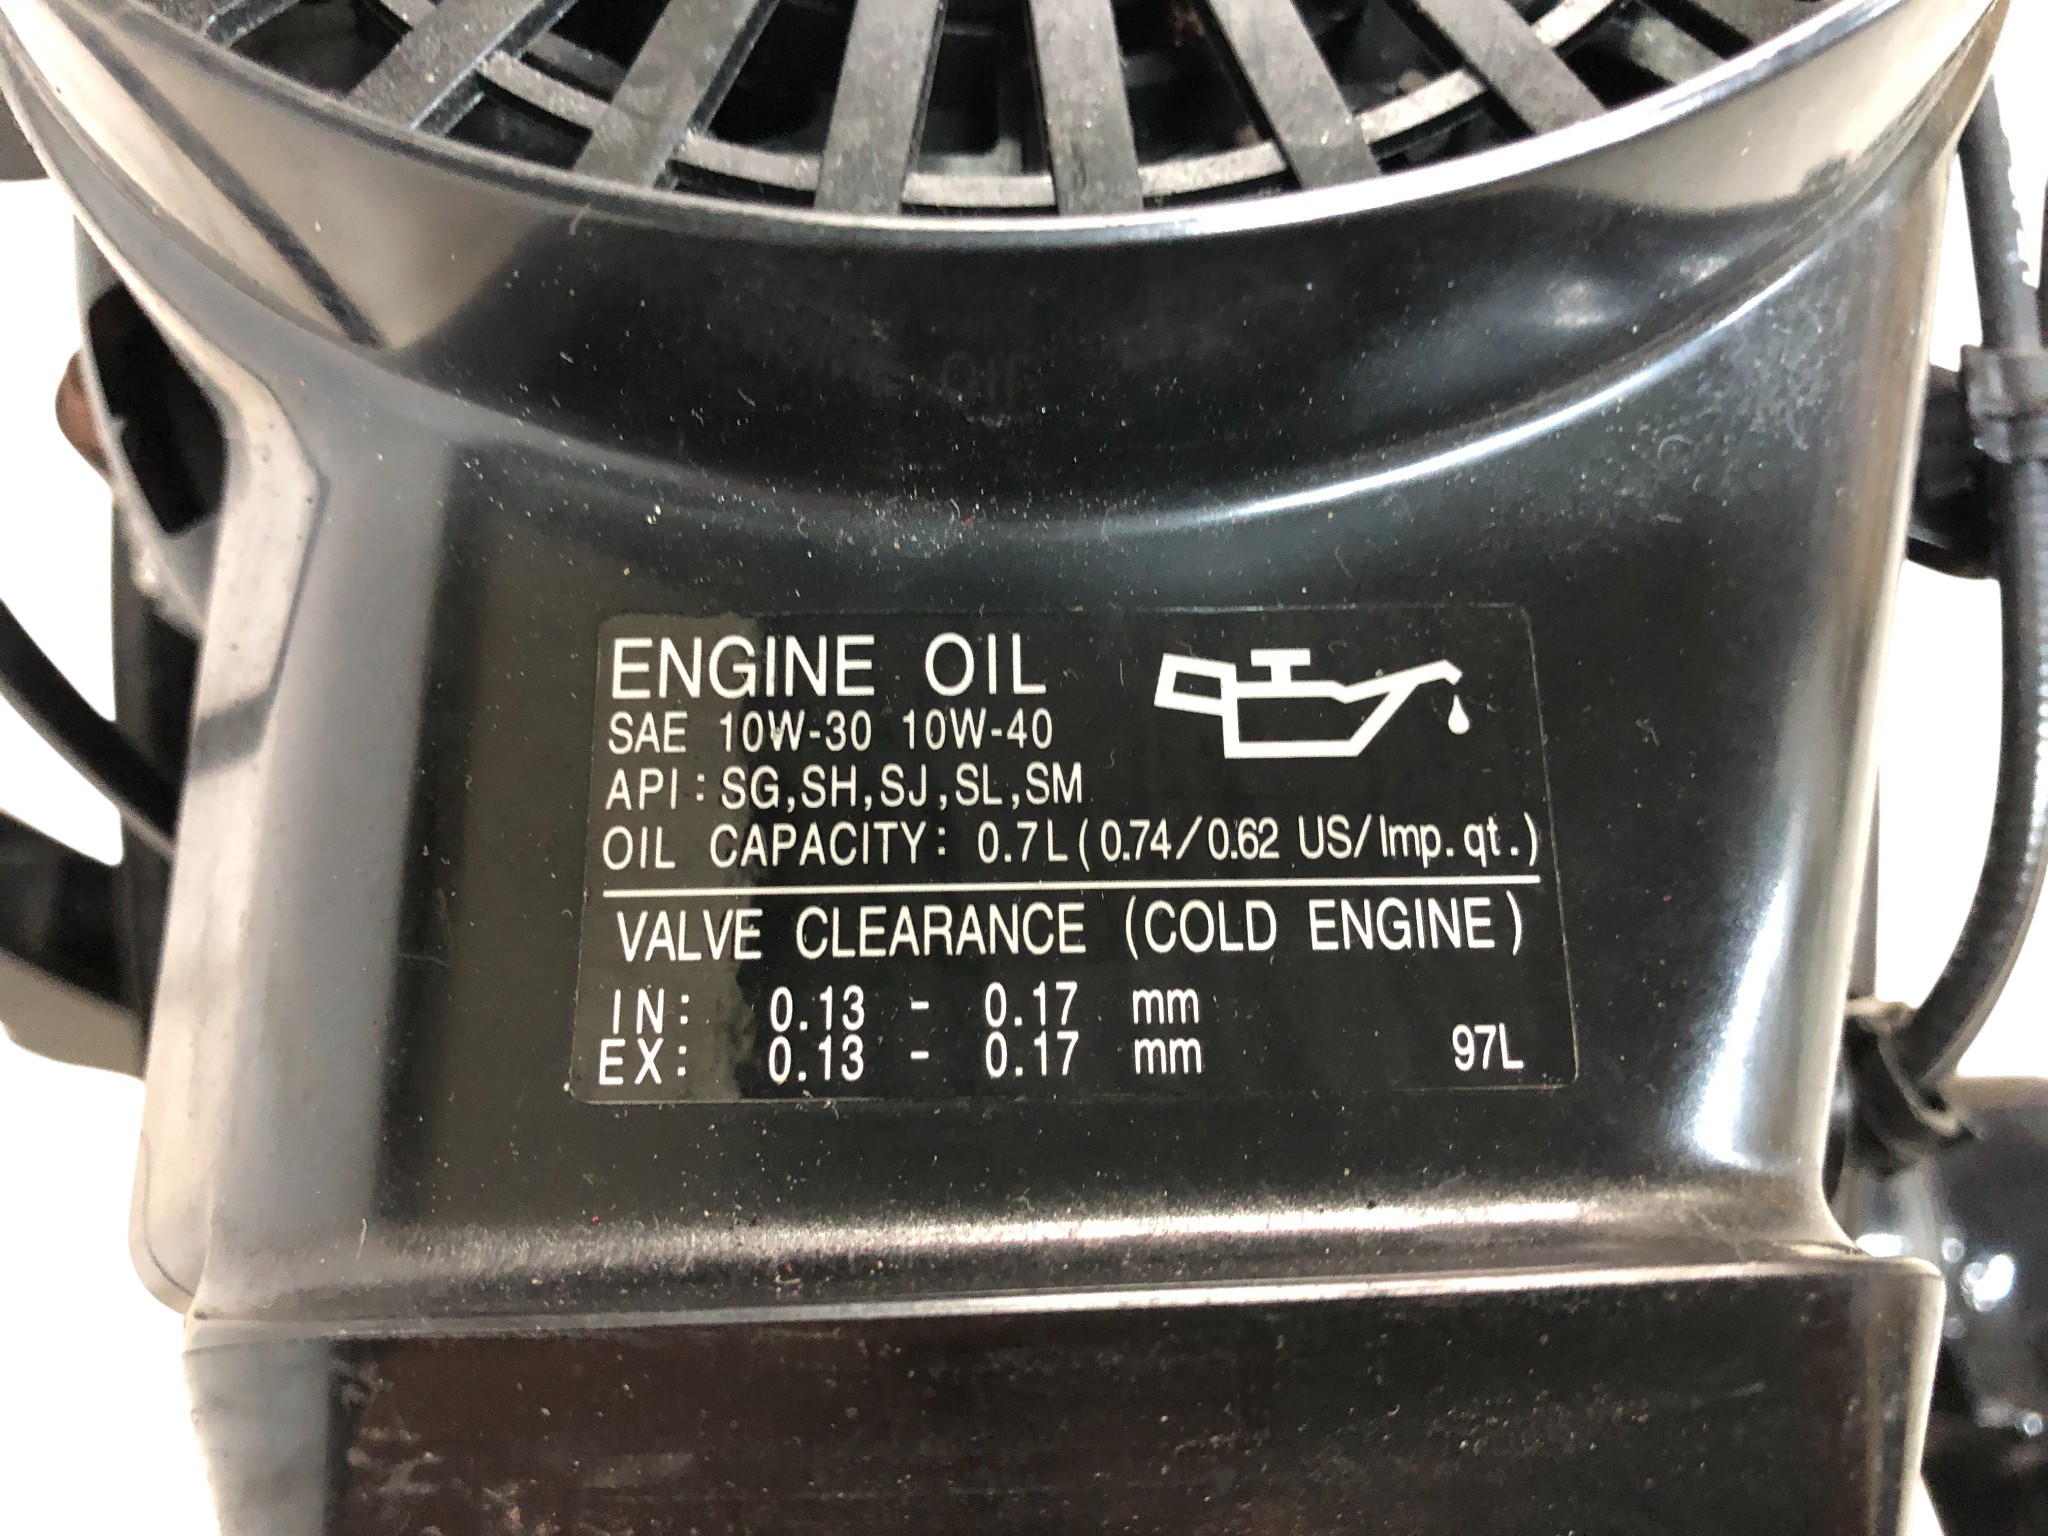 ENGINE OIL
SAE 10W-30 10W-40
API: SG,SH,SJ,SL,SM
OIL CAPACITY: 0.7L(0.74/0.62 US/Imp.qt.)
VALVE CLEARANCE (COLD ENGINE)
IN: 0.13 - 0.17 mm
EX: 0.13 - 0.17 mm 97L